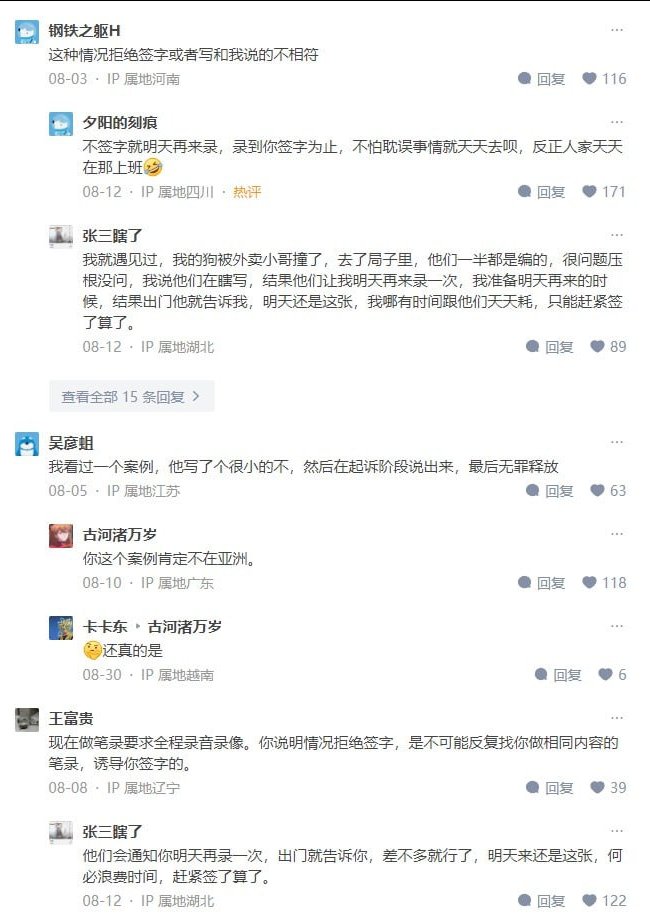 钢铁之躯H
这种情况拒绝签字或者写和我说的不相符
08-03 · IP 属地河南 回复 116
夕阳的刻痕
不签字就明天再来录，录到你签字为止，不怕耽误事情就天天去呗，反正人家天天
在那上班🤣
08-12 · IP 属地四川 · 热评 回复 171
张三瞎了
我就遇见过，我的狗被外卖小哥撞了，去了局子里，他们一半都是编的，很问题压
根没问，我说他们在瞎写，结果他们让我明天再来录一次，我准备明天再来的时
候，结果出门他就告诉我，明天还是这张，我哪有时间跟他们天天耗，只能赶紧签
了算了。
08-12 · IP 属地湖北 回复 89
查看全部 15 条回复 >
吴彦蛆
我看过一个案例，他写了个很小的不，然后在起诉阶段说出来，最后无罪释放
08-05 · IP 属地江苏 回复 63
古河渚万岁
你这个案例肯定不在亚洲。
08-10 · IP 属地广东 回复 118
卡卡东 ▸ 古河渚万岁
🤔还真的是
08-30 · IP 属地越南 回复 6
王富贵
现在做笔录要求全程录音录像。你说明情况拒绝签字，是不可能反复找你做相同内容的
笔录，诱导你签字的。
08-08 · IP 属地辽宁 回复 39
张三瞎了
他们会通知你明天再录一次，出门就告诉你，差不多就行了，明天来还是这张，何
必浪费时间，赶紧签了算了。
08-12 · IP 属地湖北 回复 122